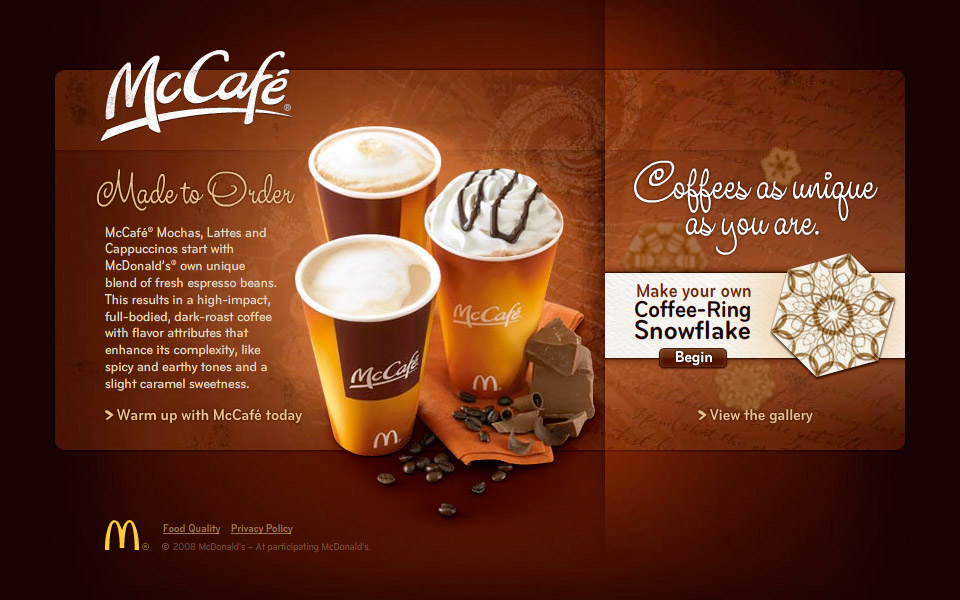 McCafé®
Made to Order
McCafé® Mochas, Lattes and
Cappuccinos start with
McDonald's® own unique
blend of fresh espresso beans.
This results in a high-impact,
full-bodied, dark-roast coffee
with flavor attributes that
enhance its complexity, like
spicy and earthy tones and a
slight caramel sweetness.
> Warm up with McCafé today
McCafé
McCafé
Coffees as unique
as you are.
Make your own
Coffee-Ring
Snowflake
Begin
> View the gallery
Food Quality Privacy Policy
© 2008 McDonald's – At participating McDonald's.